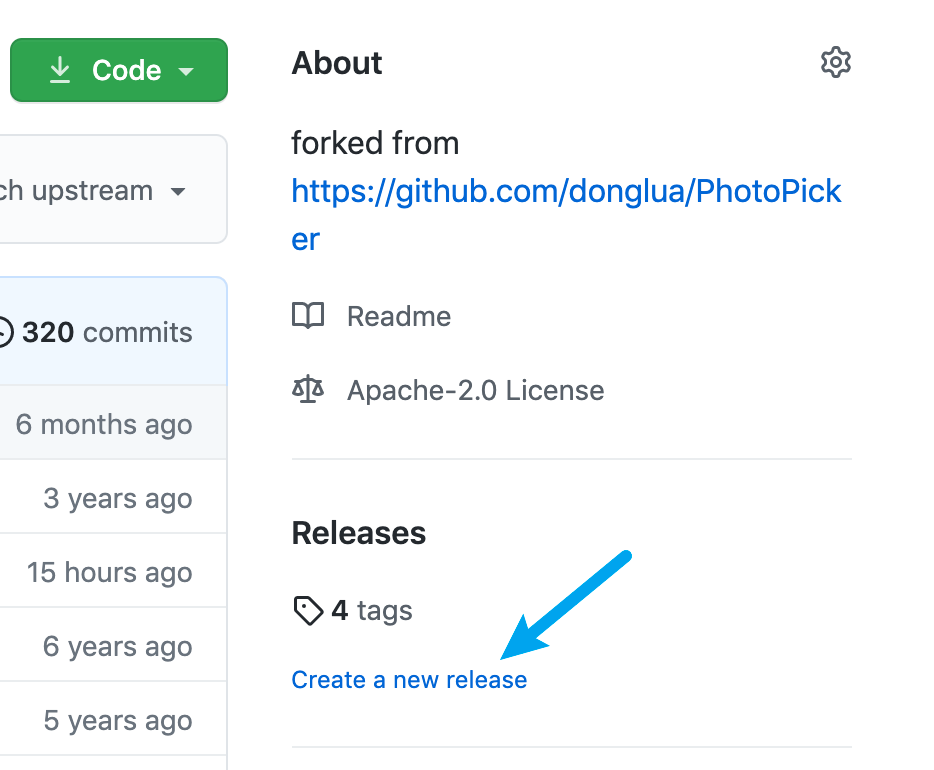 Code
About
forked from
https://github.com/donglua/PhotoPick
er
ch upstream
Readme
320 commits
Apache-2.0 License
6 months ago
3 years ago
Releases
15 hours ago
4 tags
6 years ago
Create a new release
5 years ago